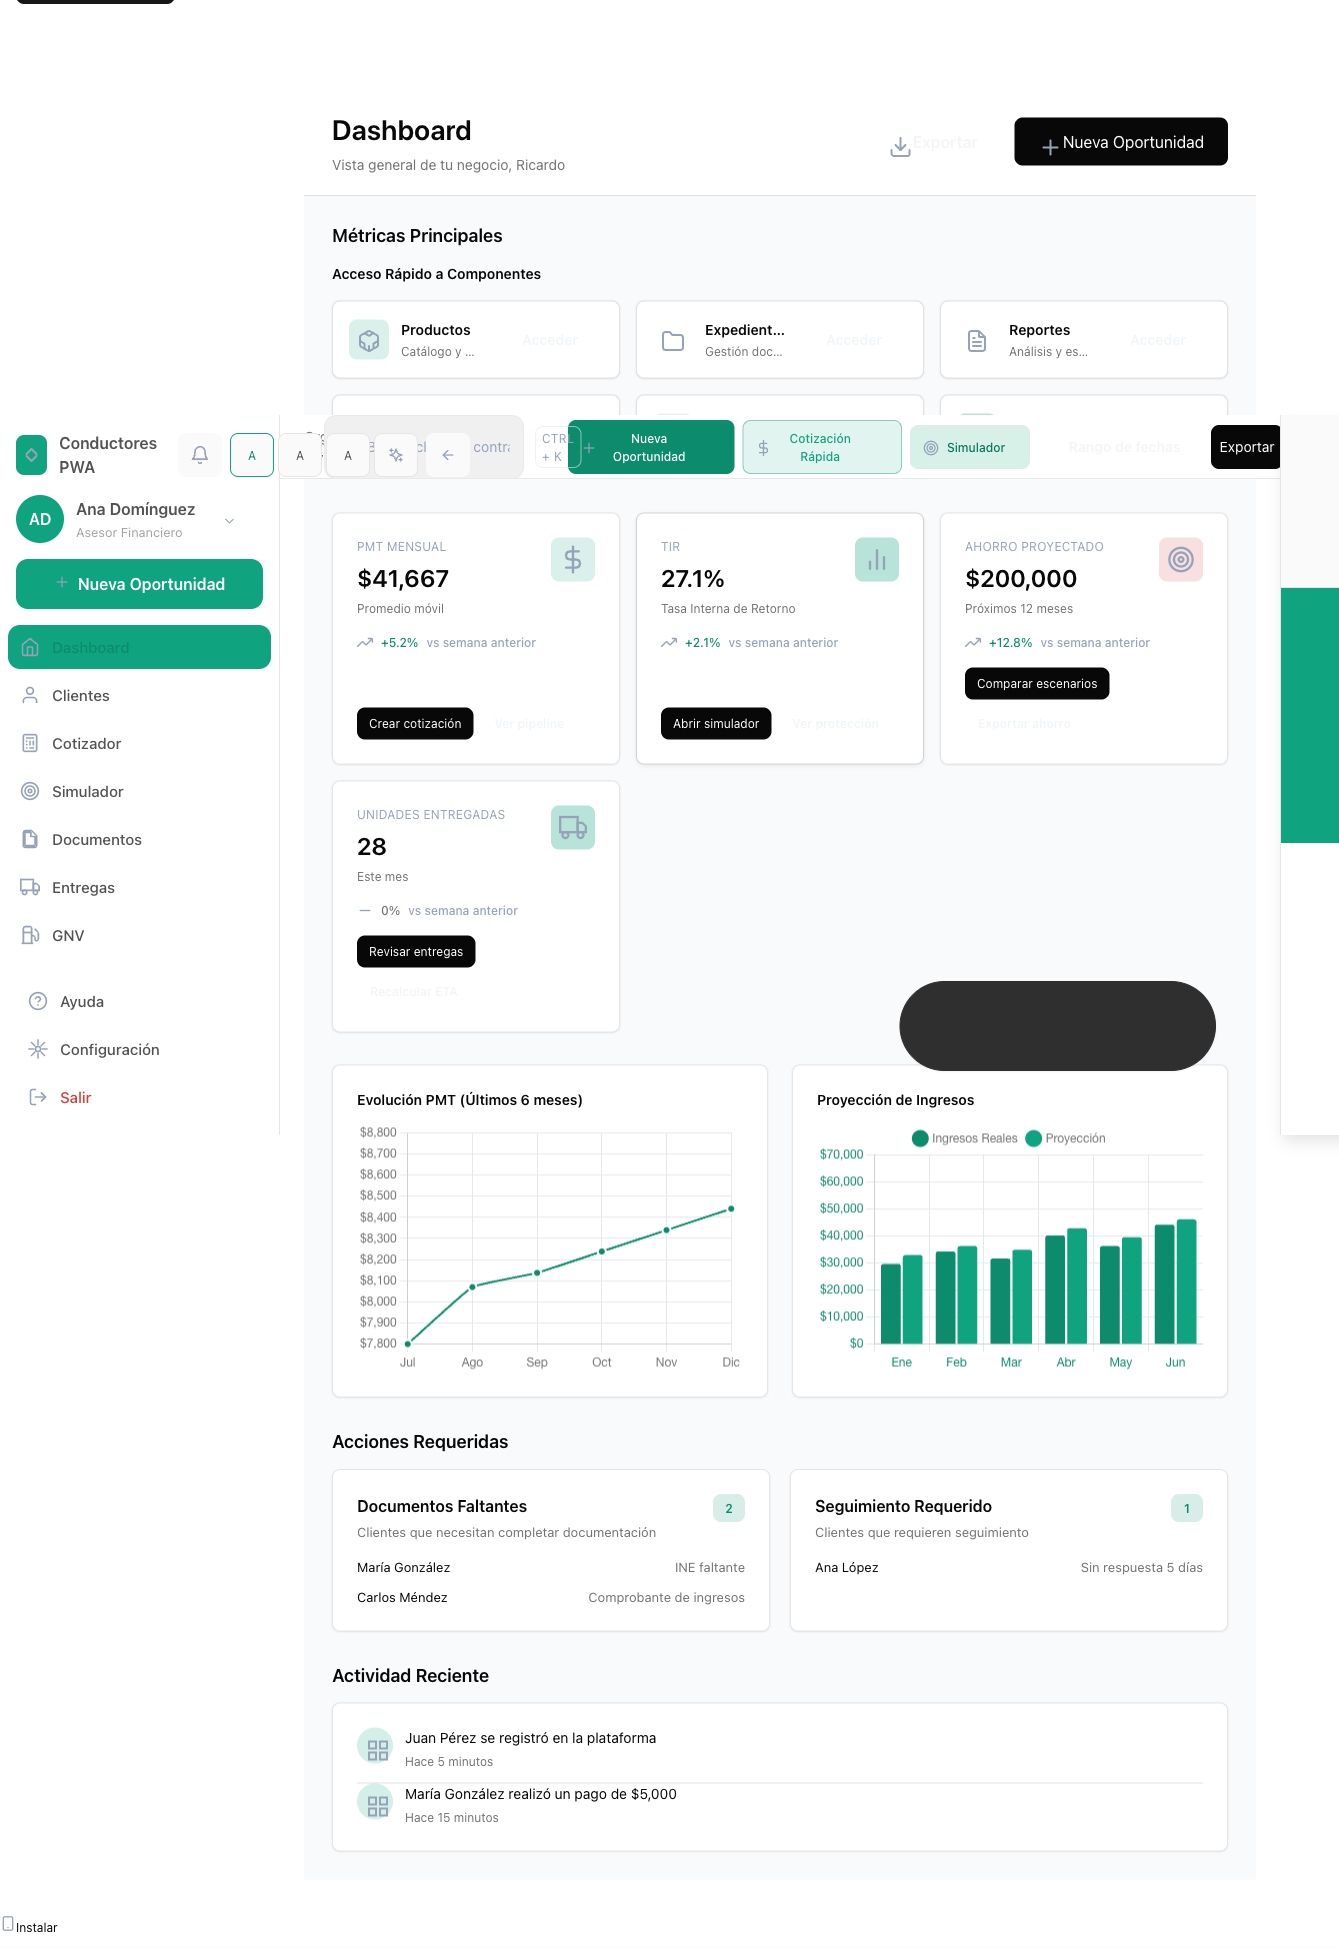 Dashboard
Vista general de tu negocio, Ricardo
Exportar
Nueva Oportunidad
Métricas Principales
Acceso Rápido a Componentes
Productos
Catálogo y ...
Acceder
Expedient...
Gestión doc...
Acceder
Reportes
Análisis y es...
Acceder
Conductores
PWA
A
A
A
contra
CTRL
+ K
Nueva
Oportunidad
Cotización
Rápida
Simulador
Rango de fechas
Exportar
AD
Ana Domínguez
Asesor Financiero
Nueva Oportunidad
Dashboard
Clientes
Cotizador
Simulador
Documentos
Entregas
GNV
Ayuda
Configuración
Salir
PMT MENSUAL
$41,667
Promedio móvil
+5.2% vs semana anterior
Crear cotización
Ver pipeline
TIR
27.1%
Tasa Interna de Retorno
+2.1% vs semana anterior
Abrir simulador
Ver protección
AHORRO PROYECTADO
$200,000
Próximos 12 meses
+12.8% vs semana anterior
Comparar escenarios
Exportar ahorro
UNIDADES ENTREGADAS
28
Este mes
0% vs semana anterior
Revisar entregas
Recalcular ETA
Evolución PMT (Últimos 6 meses)
$8,800
$8,700
$8,600
$8,500
$8,400
$8,300
$8,200
$8,100
$8,000
$7,900
$7,800
Jul Ago Sep Oct Nov Dic
Proyección de Ingresos
Ingresos Reales Proyección
$70,000
$60,000
$50,000
$40,000
$30,000
$20,000
$10,000
$0
Ene Feb Mar Abr May Jun
Acciones Requeridas
Documentos Faltantes
2
Clientes que necesitan completar documentación
María González INE faltante
Carlos Méndez Comprobante de ingresos
Seguimiento Requerido
1
Clientes que requieren seguimiento
Ana López Sin respuesta 5 días
Actividad Reciente
Juan Pérez se registró en la plataforma
Hace 5 minutos
María González realizó un pago de $5,000
Hace 15 minutos
Instalar